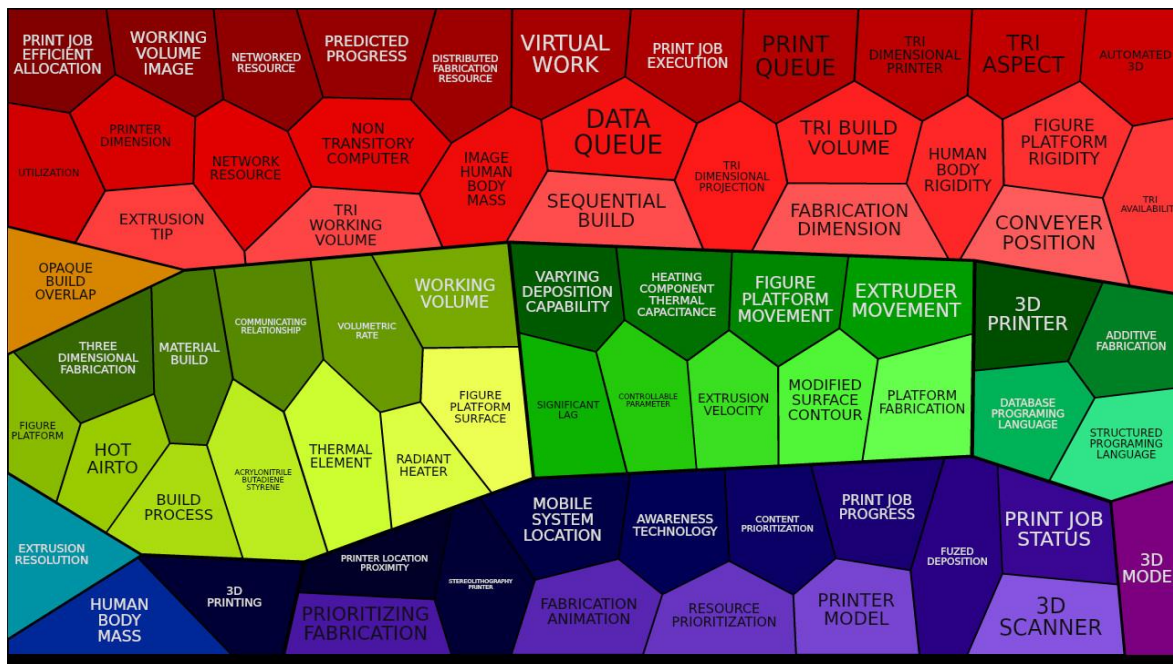 PRINT JOB
EFFICIENT
ALLOCATION
WORKING
VOLUME
IMAGE
NETWORKED
RESOURCE
PREDICTED
PROGRESS
DISTRIBUTED
FABRICATION
RESOURCE
VIRTUAL
WORK
PRINT JOB
EXECUTION
PRINT
QUEUE
TRI
DIMENSIONAL
PRINTER
TRI
ASPECT
AUTOMATED
3D
UTILIZATION
PRINTER
DIMENSION
NETWORK
RESOURCE
NON
TRANSITORY
COMPUTER
IMAGE
HUMAN
BODY
MASS
DATA
QUEUE
TRI
DIMENSIONAL
PROJECTION
TRI BUILD
VOLUME
HUMAN
BODY
RIGIDITY
FIGURE
PLATFORM
RIGIDITY
TRI
AVAILABILIT
EXTRUSION
TIP
TRI
WORKING
VOLUME
SEQUENTIAL
BUILD
FABRICATION
DIMENSION
CONVEYER
POSITION
OPAQUE
BUILD
OVERLAP
THREE
DIMENSIONAL
FABRICATION
MATERIAL
BUILD
COMMUNICATING
RELATIONSHIP
VOLUMETRIC
RATE
WORKING
VOLUME
VARYING
DEPOSITION
CAPABILITY
HEATING
COMPONENT
THERMAL
CAPACITANCE
FIGURE
PLATFORM
MOVEMENT
EXTRUDER
MOVEMENT
3D
PRINTER
ADDITIVE
FABRICATION
FIGURE
PLATFORM
HOT
AIRTO
BUILD
PROCESS
ACRYLONITRILE
BUTADIENE
STYRENE
THERMAL
ELEMENT
RADIANT
HEATER
FIGURE
PLATFORM
SURFACE
SIGNIFICANT
LAG
CONTROLLABLE
PARAMETER
EXTRUSION
VELOCITY
MODIFIED
SURFACE
CONTOUR
PLATFORM
FABRICATION
DATABASE
PROGRAMING
LANGUAGE
STRUCTURED
PROGRAMING
LANGUAGE
EXTRUSION
RESOLUTION
HUMAN
BODY
MASS
3D
PRINTING
PRINTER LOCATION
PROXIMITY
PRIORITIZING
FABRICATION
STEREOLITHOGRAPHY
PRINTER
MOBILE
SYSTEM
LOCATION
AWARENESS
TECHNOLOGY
CONTENT
PRIORITIZATION
PRINT JOB
PROGRESS
FUZED
DEPOSITION
PRINT JOB
STATUS
3D
MODE
FABRICATION
ANIMATION
RESOURCE
PRIORITIZATION
PRINTER
MODEL
3D
SCANNER